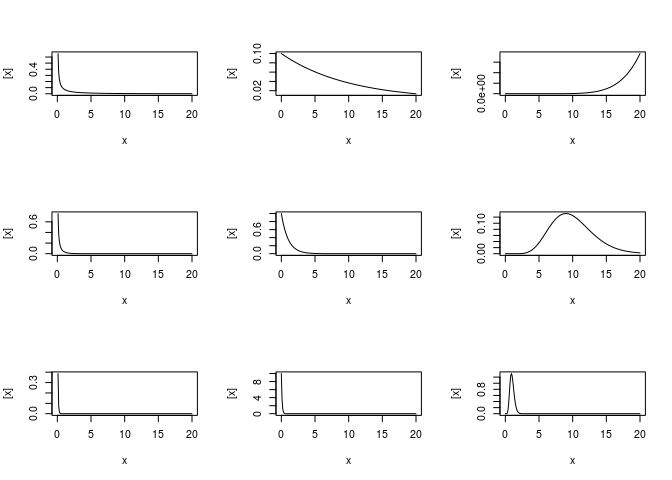 [x] 0.0 0.4 0 5 10 15 20 x
[x] 0.02 0.10 0 5 10 15 20 x
[x] 0.0e+00 0 5 10 15 20 x
[x] 0.0 0.6 0 5 10 15 20 x
[x] 0.0 0.6 0 5 10 15 20 x
[x] 0.00 0.10 0 5 10 15 20 x
[x] 0.0 0.3 0 5 10 15 20 x
[x] 0 4 8 0 5 10 15 20 x
[x] 0.0 0.8 0 5 10 15 20 x